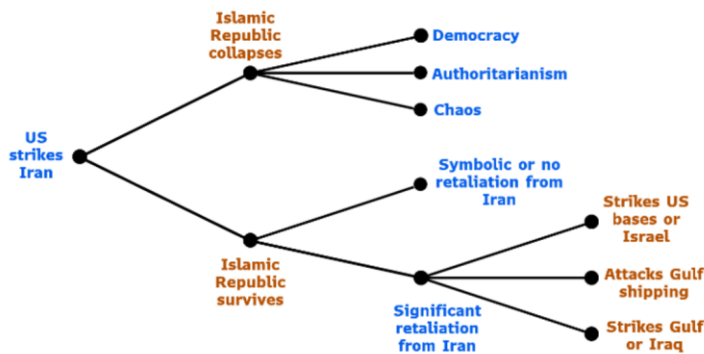 Islamic
Republic
collapses
Democracy
Authoritarianism
Chaos
US
strikes
Iran
Symbolic or no
retaliation from
Iran
Strikes US
bases or
Israel
Islamic
Republic
survives
Attacks Gulf
shipping
Significant
retaliation
from Iran
Strikes Gulf
or Iraq